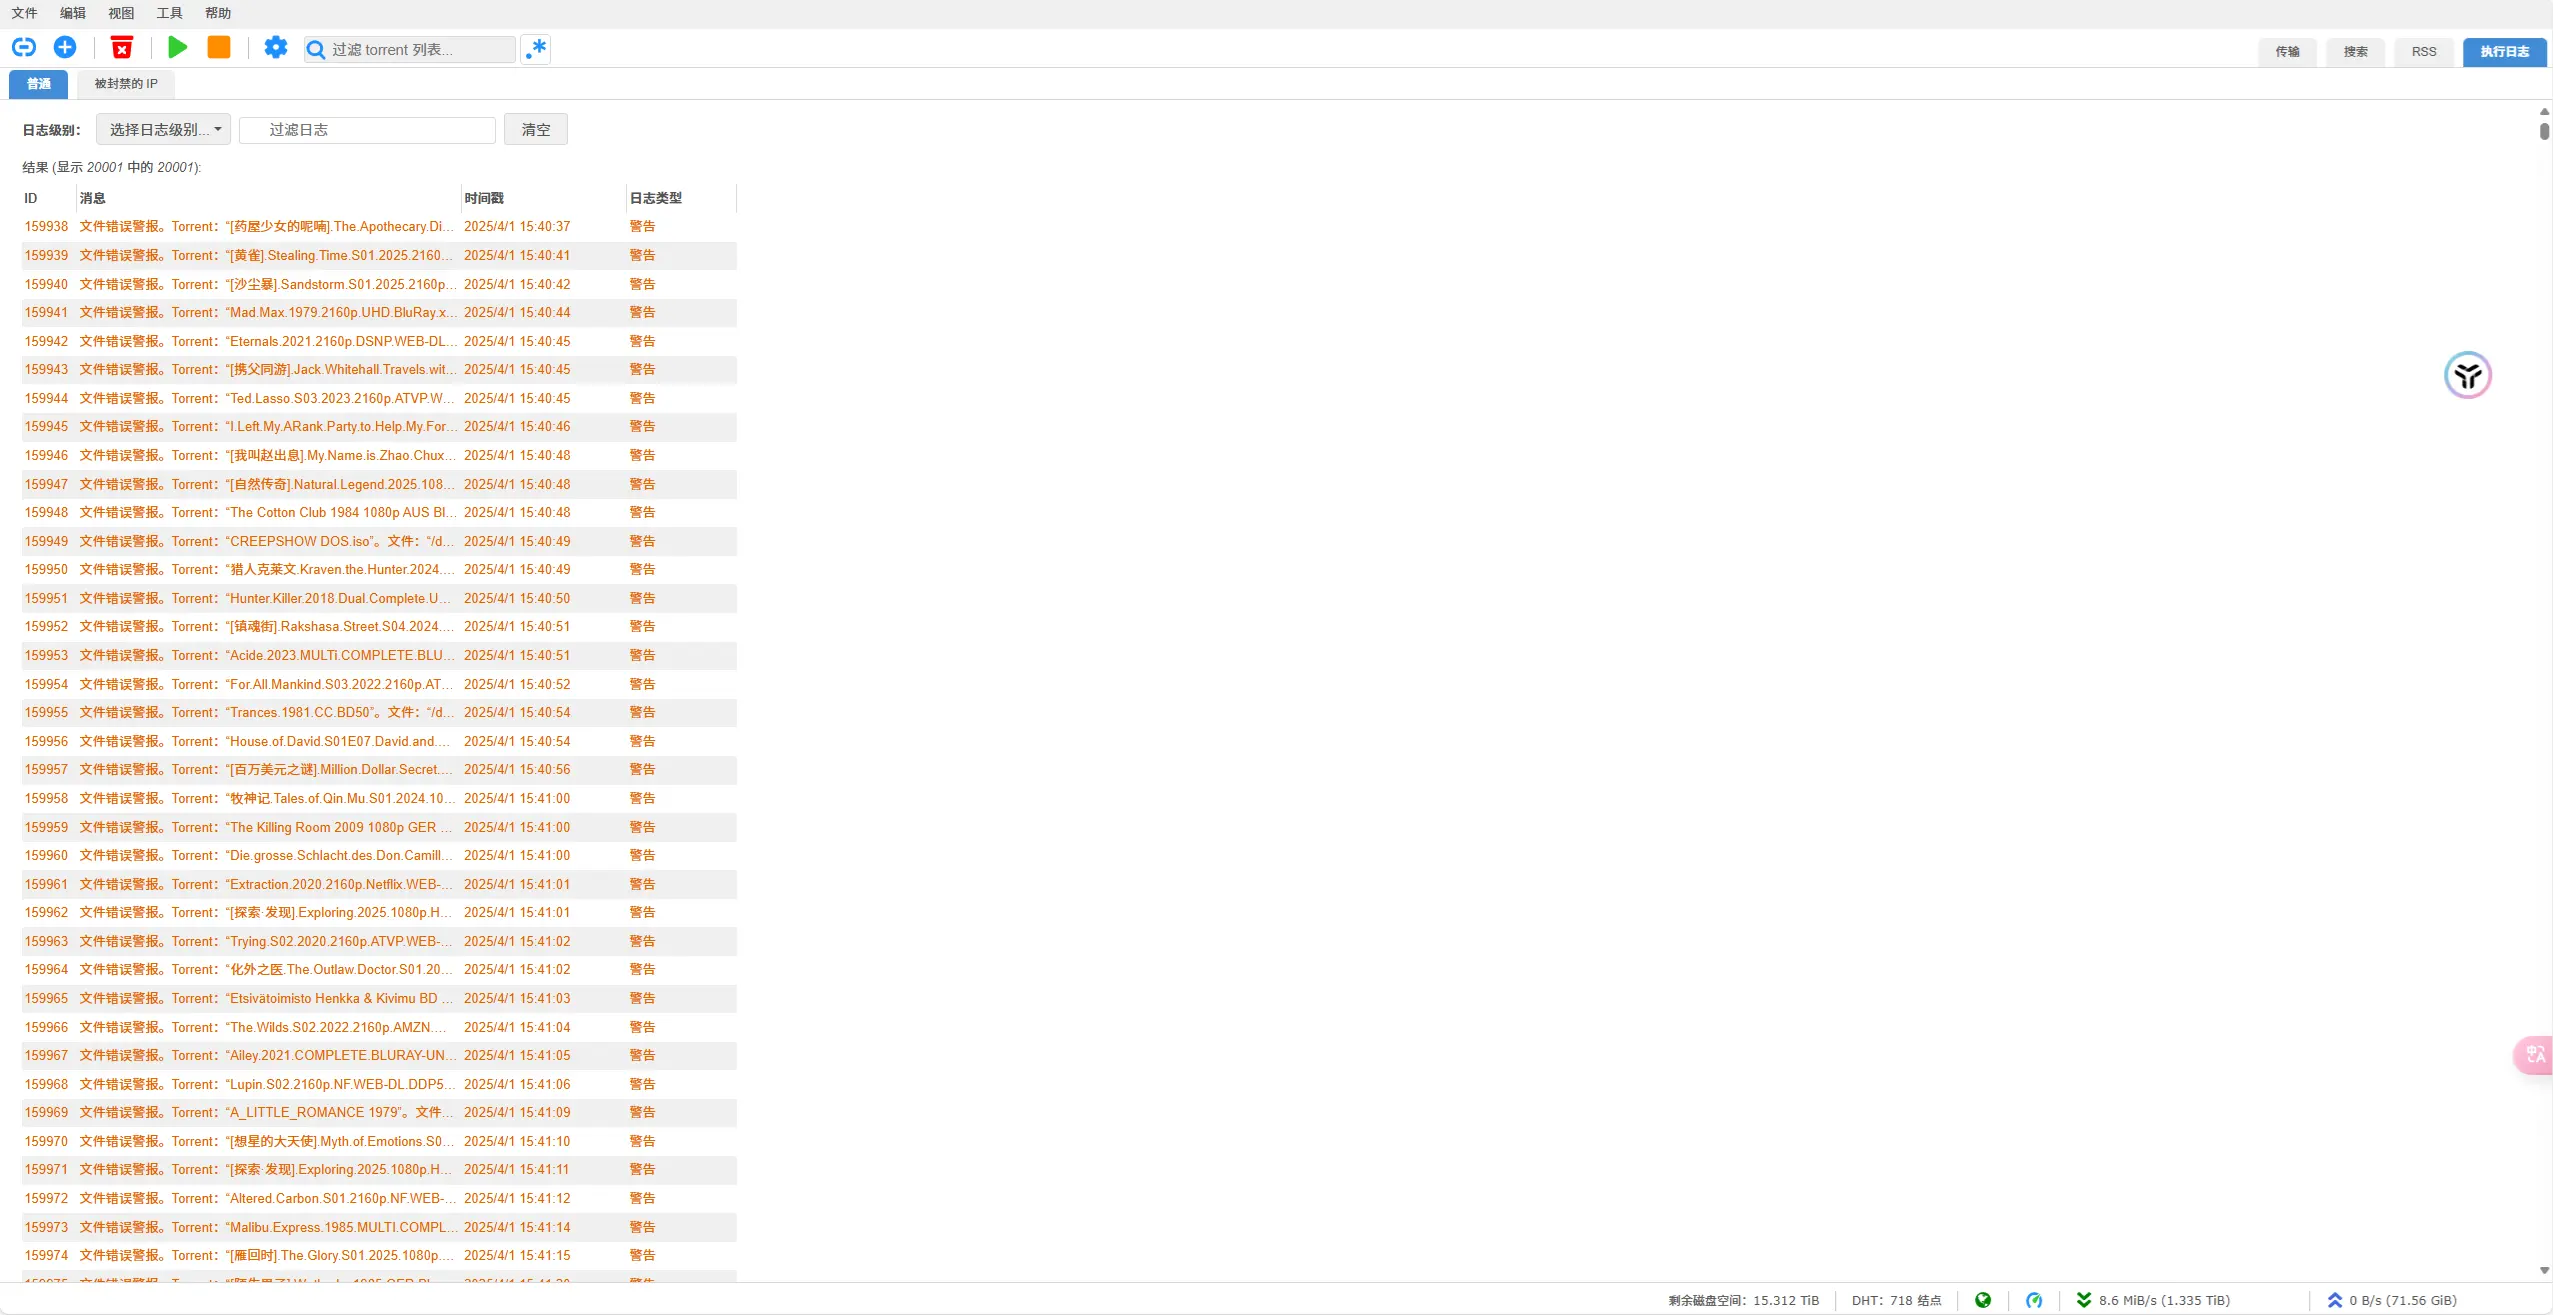 文件 编辑 视图 工具 帮助
过滤 torrent 列表... .* 传输 搜索 RSS 执行日志
普通 被封禁的 IP
日志级别： 选择日志级别... 过滤日志 清空
结果 (显示 20001 中的 20001):
ID 消息 时间戳 日志类型
159938 文件错误警报。Torrent：“[药屋少女的呢喃].The.Apothecary.Di... 2025/4/1 15:40:37 警告
159939 文件错误警报。Torrent：“[黄雀].Stealing.Time.S01.2025.2160... 2025/4/1 15:40:41 警告
159940 文件错误警报。Torrent：“[沙尘暴].Sandstorm.S01.2025.2160p... 2025/4/1 15:40:42 警告
159941 文件错误警报。Torrent：“Mad.Max.1979.2160p.UHD.BluRay.x... 2025/4/1 15:40:44 警告
159942 文件错误警报。Torrent：“Eternals.2021.2160p.DSNP.WEB-DL... 2025/4/1 15:40:45 警告
159943 文件错误警报。Torrent：“[携父同游].Jack.Whitehall.Travels.wit... 2025/4/1 15:40:45 警告
159944 文件错误警报。Torrent：“Ted.Lasso.S03.2023.2160p.ATVP.W... 2025/4/1 15:40:45 警告
159945 文件错误警报。Torrent：“I.Left.My.ARank.Party.to.Help.My.For... 2025/4/1 15:40:46 警告
159946 文件错误警报。Torrent：“[我叫赵出息].My.Name.is.Zhao.Chux... 2025/4/1 15:40:48 警告
159947 文件错误警报。Torrent：“[自然传奇].Natural.Legend.2025.108... 2025/4/1 15:40:48 警告
159948 文件错误警报。Torrent：“The Cotton Club 1984 1080p AUS Bl... 2025/4/1 15:40:48 警告
159949 文件错误警报。Torrent：“CREEPSHOW DOS.iso”。文件：“/d... 2025/4/1 15:40:49 警告
159950 文件错误警报。Torrent：“猎人克莱文.Kraven.the.Hunter.2024.... 2025/4/1 15:40:49 警告
159951 文件错误警报。Torrent：“Hunter.Killer.2018.Dual.Complete.U... 2025/4/1 15:40:50 警告
159952 文件错误警报。Torrent：“[镇魂街].Rakshasa.Street.S04.2024.... 2025/4/1 15:40:51 警告
159953 文件错误警报。Torrent：“Acide.2023.MULTi.COMPLETE.BLU... 2025/4/1 15:40:51 警告
159954 文件错误警报。Torrent：“For.All.Mankind.S03.2022.2160p.AT... 2025/4/1 15:40:52 警告
159955 文件错误警报。Torrent：“Trances.1981.CC.BD50”。文件：“/d... 2025/4/1 15:40:54 警告
159956 文件错误警报。Torrent：“House.of.David.S01E07.David.and.... 2025/4/1 15:40:54 警告
159957 文件错误警报。Torrent：“[百万美元之谜].Million.Dollar.Secret.... 2025/4/1 15:40:56 警告
159958 文件错误警报。Torrent：“牧神记.Tales.of.Qin.Mu.S01.2024.10... 2025/4/1 15:41:00 警告
159959 文件错误警报。Torrent：“The Killing Room 2009 1080p GER ... 2025/4/1 15:41:00 警告
159960 文件错误警报。Torrent：“Die.grosse.Schlacht.des.Don.Camill... 2025/4/1 15:41:00 警告
159961 文件错误警报。Torrent：“Extraction.2020.2160p.Netflix.WEB-... 2025/4/1 15:41:01 警告
159962 文件错误警报。Torrent：“[探索·发现].Exploring.2025.1080p.H... 2025/4/1 15:41:01 警告
159963 文件错误警报。Torrent：“Trying.S02.2020.2160p.ATVP.WEB-... 2025/4/1 15:41:02 警告
159964 文件错误警报。Torrent：“化外之医.The.Outlaw.Doctor.S01.20... 2025/4/1 15:41:02 警告
159965 文件错误警报。Torrent：“Etsivätoimisto Henkka & Kivimu BD ... 2025/4/1 15:41:03 警告
159966 文件错误警报。Torrent：“The.Wilds.S02.2022.2160p.AMZN.... 2025/4/1 15:41:04 警告
159967 文件错误警报。Torrent：“Ailey.2021.COMPLETE.BLURAY-UN... 2025/4/1 15:41:05 警告
159968 文件错误警报。Torrent：“Lupin.S02.2160p.NF.WEB-DL.DDP5... 2025/4/1 15:41:06 警告
159969 文件错误警报。Torrent：“A_LITTLE_ROMANCE 1979”。文件... 2025/4/1 15:41:09 警告
159970 文件错误警报。Torrent：“[想星的大天使].Myth.of.Emotions.S0... 2025/4/1 15:41:10 警告
159971 文件错误警报。Torrent：“[探索·发现].Exploring.2025.1080p.H... 2025/4/1 15:41:11 警告
159972 文件错误警报。Torrent：“Altered.Carbon.S01.2160p.NF.WEB-... 2025/4/1 15:41:12 警告
159973 文件错误警报。Torrent：“Malibu.Express.1985.MULTI.COMPL... 2025/4/1 15:41:14 警告
159974 文件错误警报。Torrent：“[雁回时].The.Glory.S01.2025.1080p.... 2025/4/1 15:41:15 警告
剩余磁盘空间：15.312 TiB DHT：718 结点 8.6 MiB/s (1.335 TiB) 0 B/s (71.56 GiB)